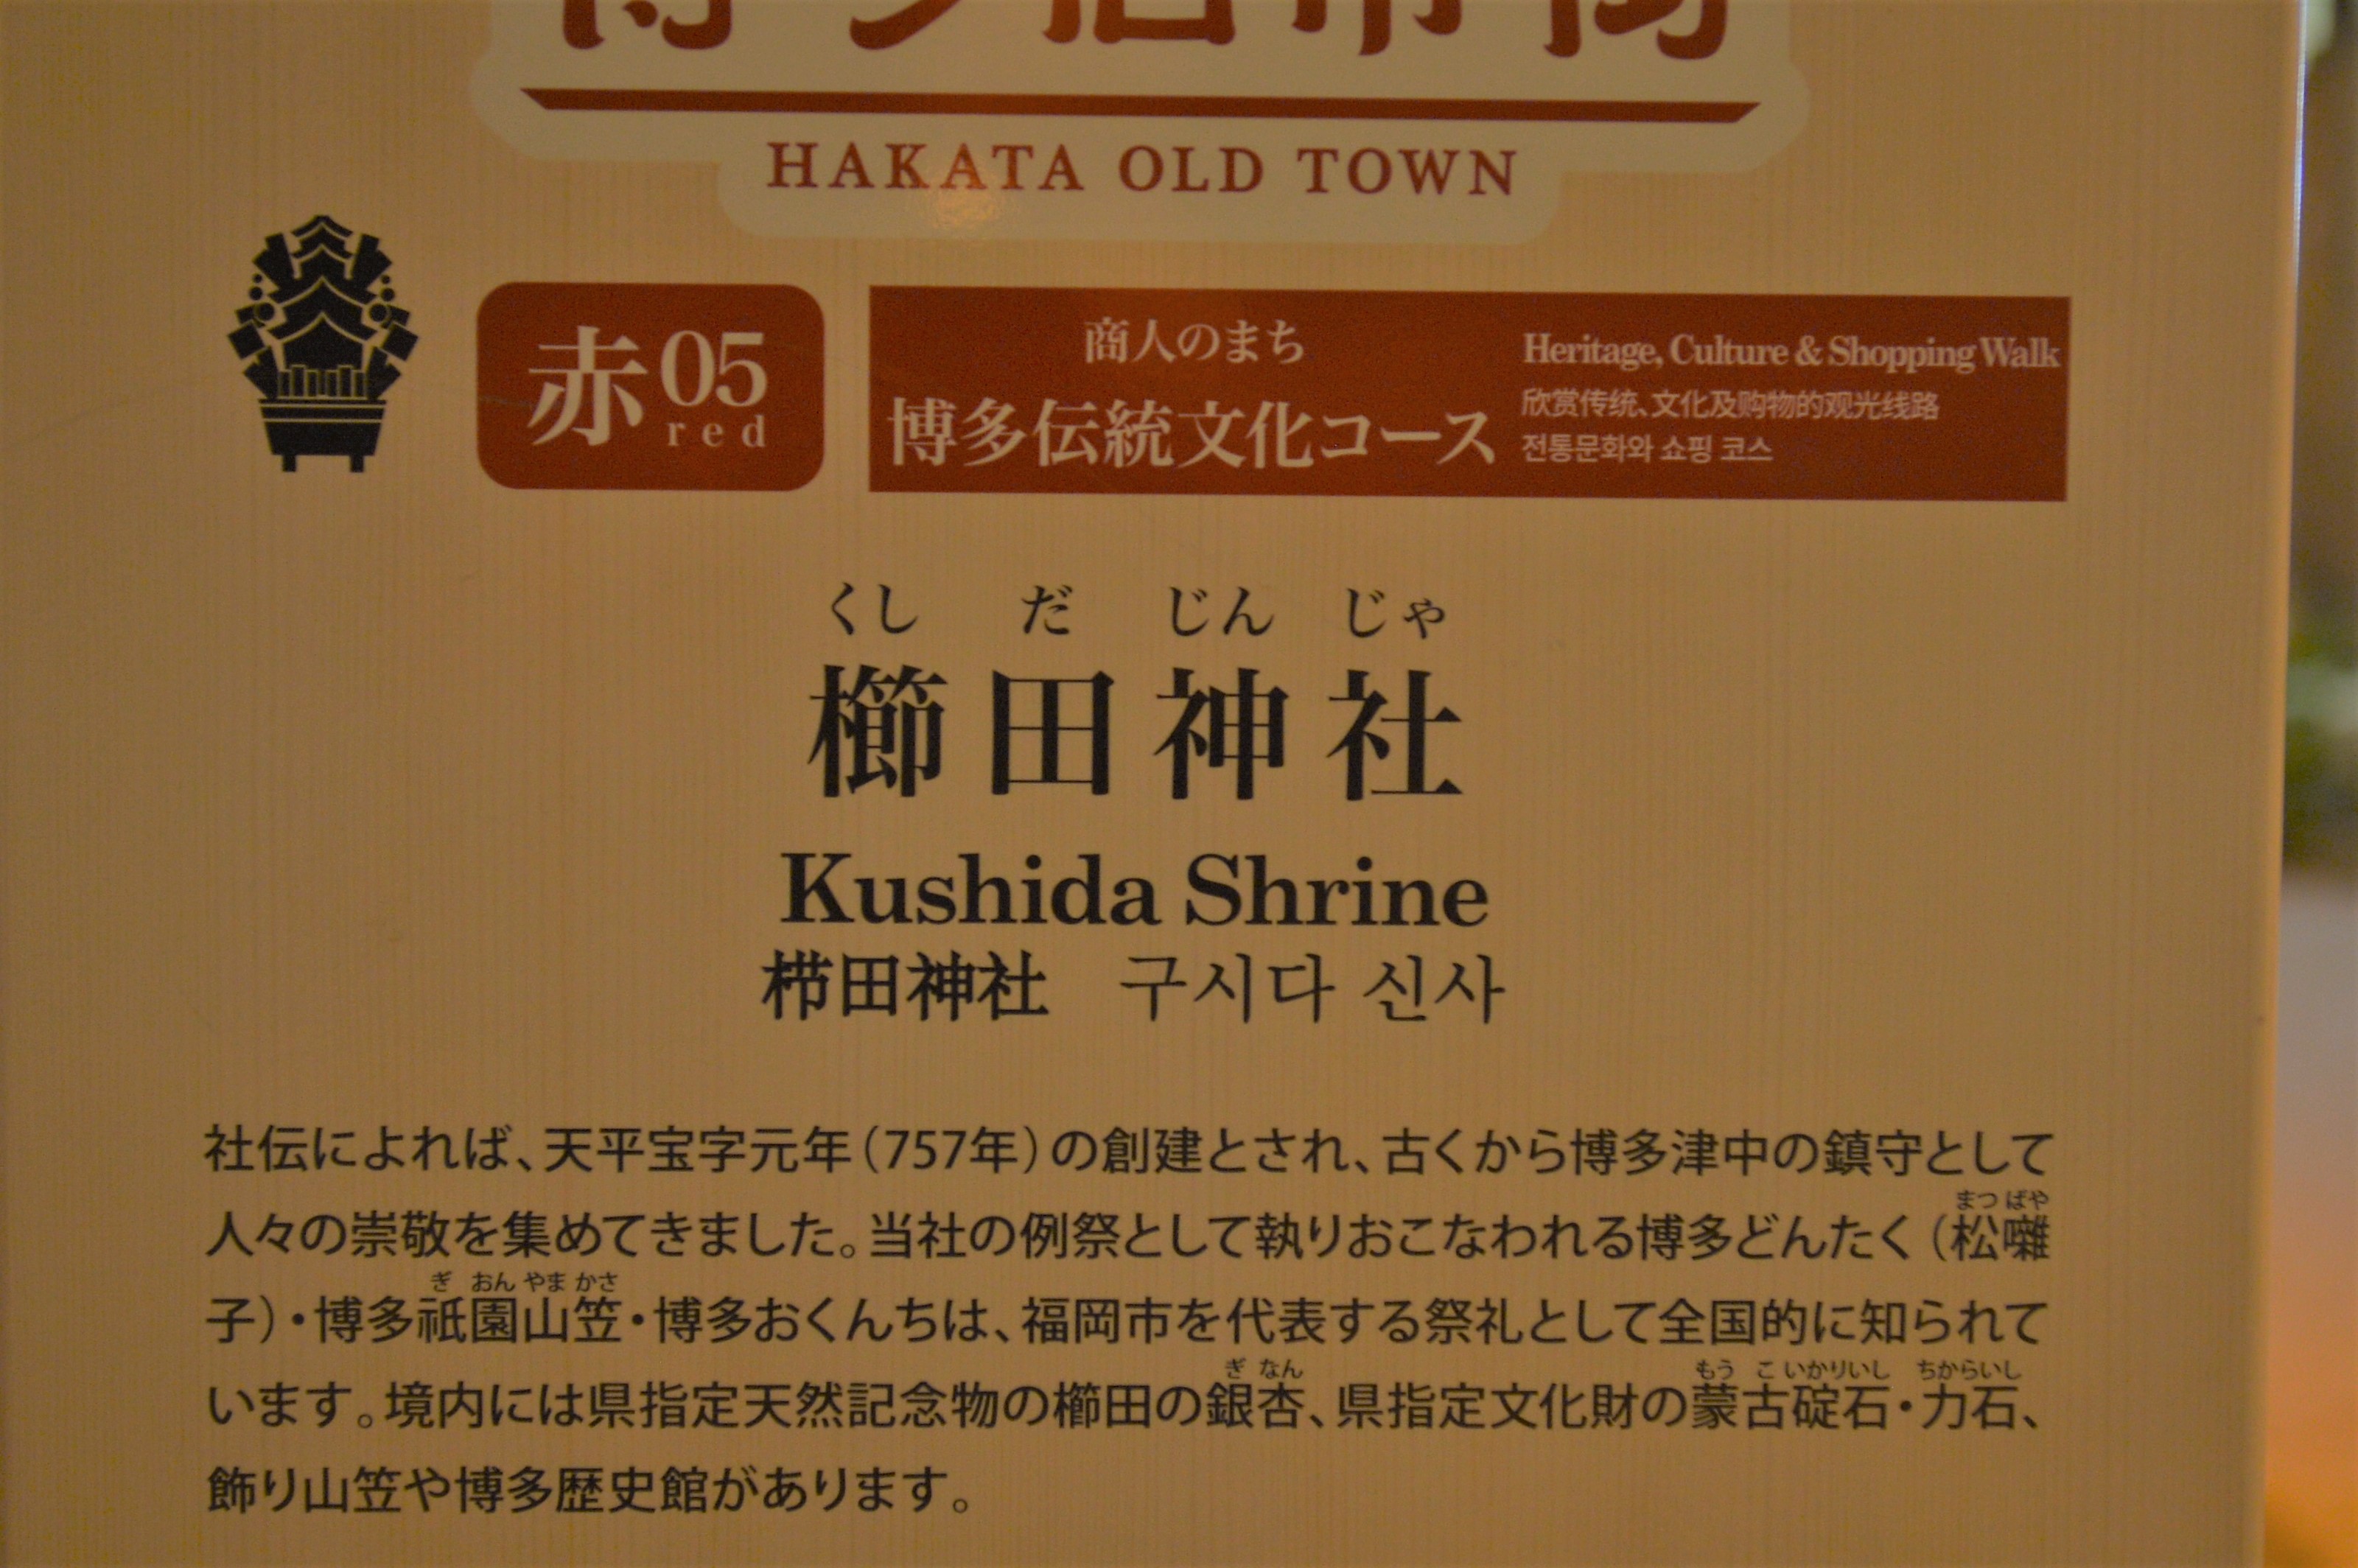 HAKATA OLD TOWN
赤 05
red
商人のまち
博多伝統文化コース
Heritage, Culture & Shopping Walk
欣赏传统、文化及购物的观光线路
전통문화와 쇼핑 코스
くし だ じん じゃ
櫛田神社
Kushida Shrine
栉田神社 구시다 신사
社伝によれば、天平宝字元年(757年)の創建とされ、古くから博多津中の鎮守として
まつ ばや
人々の崇敬を集めてきました。当社の例祭として執りおこなわれる博多どんたく(松囃
ぎ おん やま かさ
子)・博多祇園山笠・博多おくんちは、福岡市を代表する祭礼として全国的に知られて
ぎ なん もう こ いかりいし ちからいし
います。境内には県指定天然記念物の櫛田の銀杏、県指定文化財の蒙古碇石・力石、
飾り山笠や博多歴史館があります。